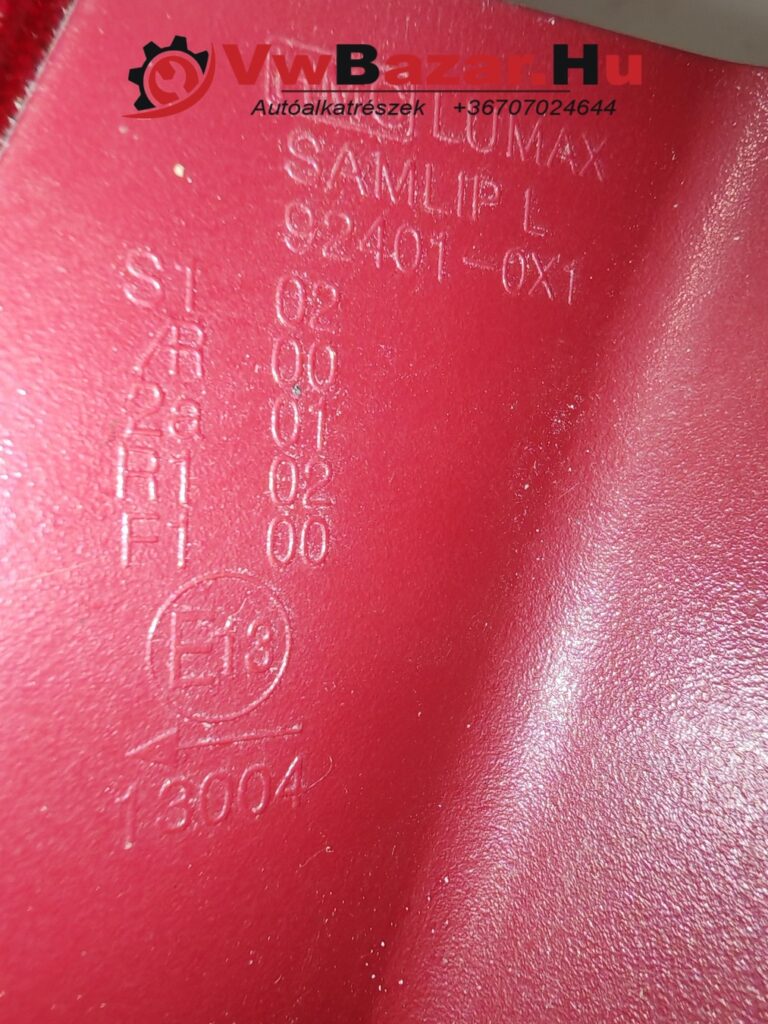 VwBazar.Hu
Autóalkatrészek +36707024644
LUMAX
SAMLIP L
92401-0X1
S1 02
AR 00
2a 01
R1 02
F1 00
E13
13004